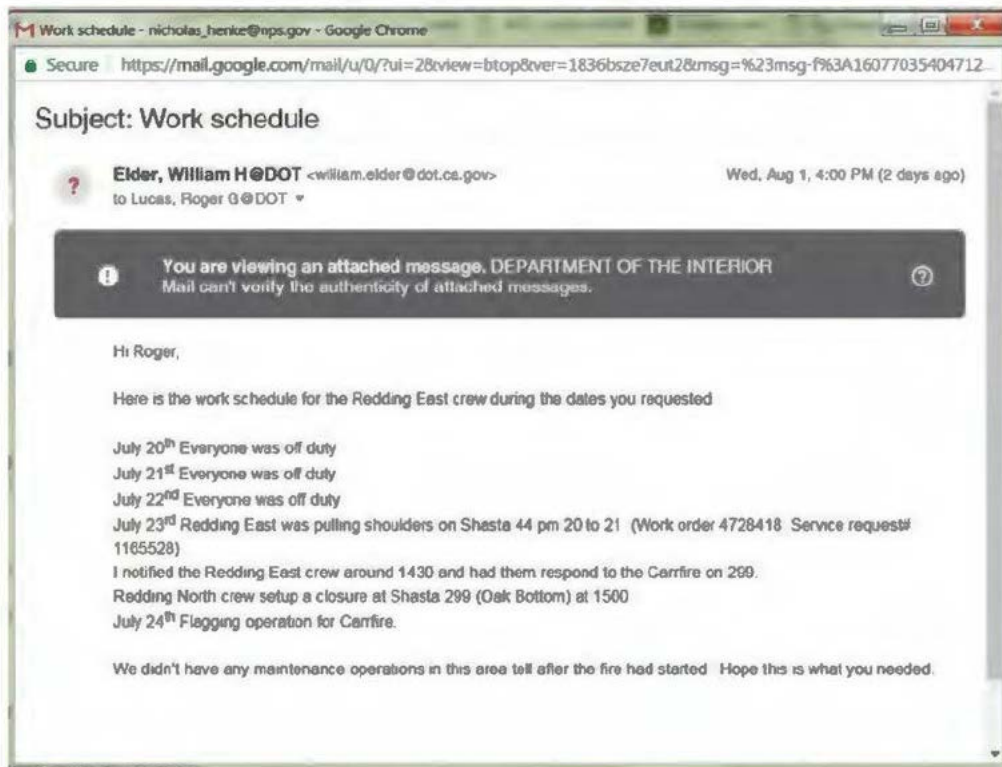 Work schedule - nicholas_henke@nps.gov - Google Chrome
Secure https://mail.google.com/mail/u/0/?ui=2&view=btop&ver=1836bsze7eut2&msg=%23msg-f%3A16077035404712...
Subject: Work schedule
Elder, William H@DOT <william.elder@dot.ca.gov> Wed, Aug 1, 4:00 PM (2 days ago)
to Lucas, Roger G@DOT
You are viewing an attached message. DEPARTMENT OF THE INTERIOR
Mail can't verify the authenticity of attached messages.
Hi Roger,
Here is the work schedule for the Redding East crew during the dates you requested
July 20th Everyone was off duty
July 21st Everyone was off duty
July 22nd Everyone was off duty
July 23rd Redding East was pulling shoulders on Shasta 44 pm 20 to 21 (Work order 4728418 Service request#
1165528)
I notified the Redding East crew around 1430 and had them respond to the Carrfire on 299.
Redding North crew setup a closure at Shasta 299 (Oak Bottom) at 1500
July 24th Flagging operation for Carrfire.
We didn't have any maintenance operations in this area tell after the fire had started Hope this is what you needed.